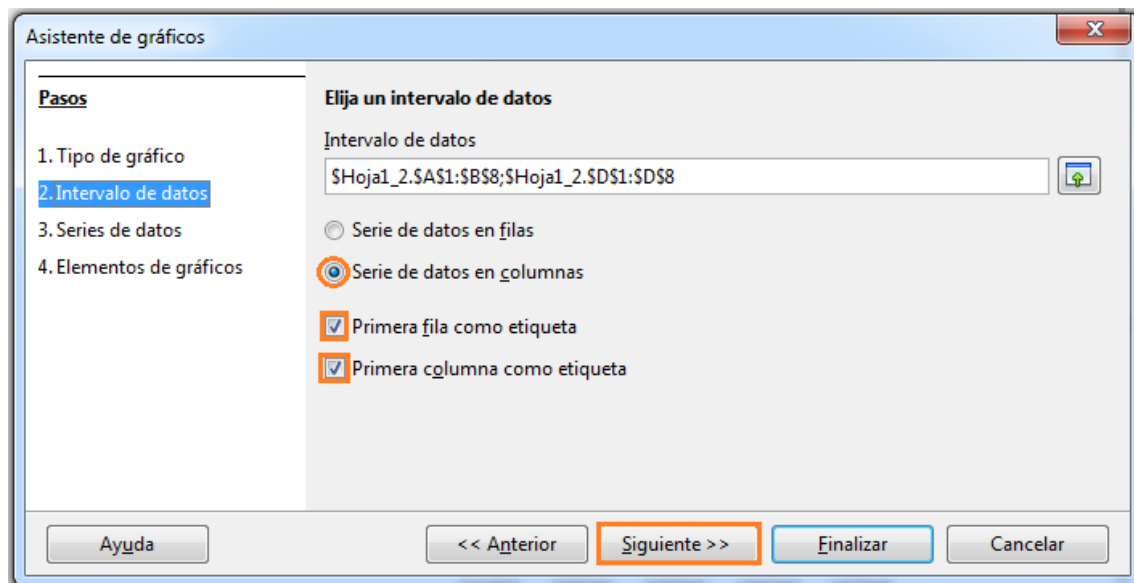 Asistente de gráficos
Pasos
1. Tipo de gráfico
2. Intervalo de datos
3. Series de datos
4. Elementos de gráficos
Elija un intervalo de datos
Intervalo de datos
$Hoja1_2.$A$1:$B$8;$Hoja1_2.$D$1:$D$8
Serie de datos en filas
Serie de datos en columnas
Primera fila como etiqueta
Primera columna como etiqueta
Ayuda
<< Anterior
Siguiente >>
Finalizar
Cancelar